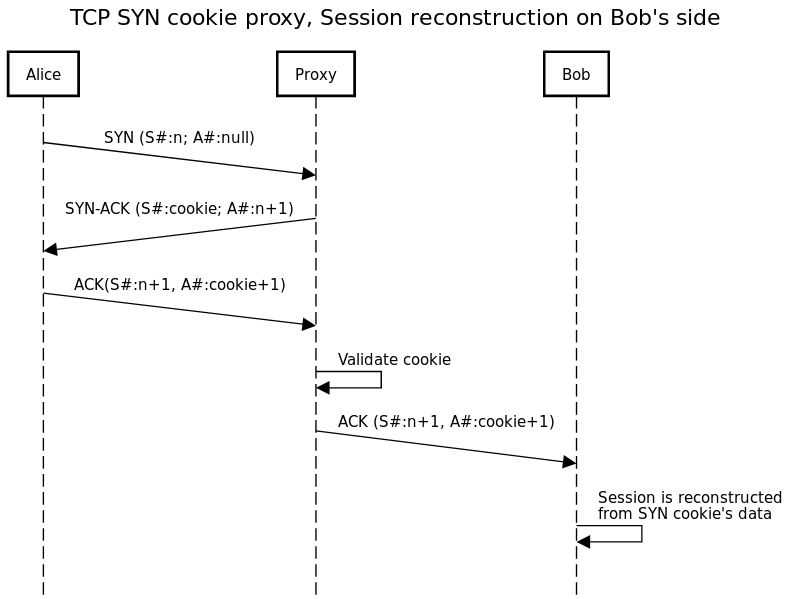 TCP SYN cookie proxy, Session reconstruction on Bob's side
Alice
Proxy
Bob
SYN (S#:n; A#:null)
SYN-ACK (S#:cookie; A#:n+1)
ACK(S#:n+1, A#:cookie+1)
Validate cookie
ACK (S#:n+1, A#:cookie+1)
Session is reconstructed
from SYN cookie's data